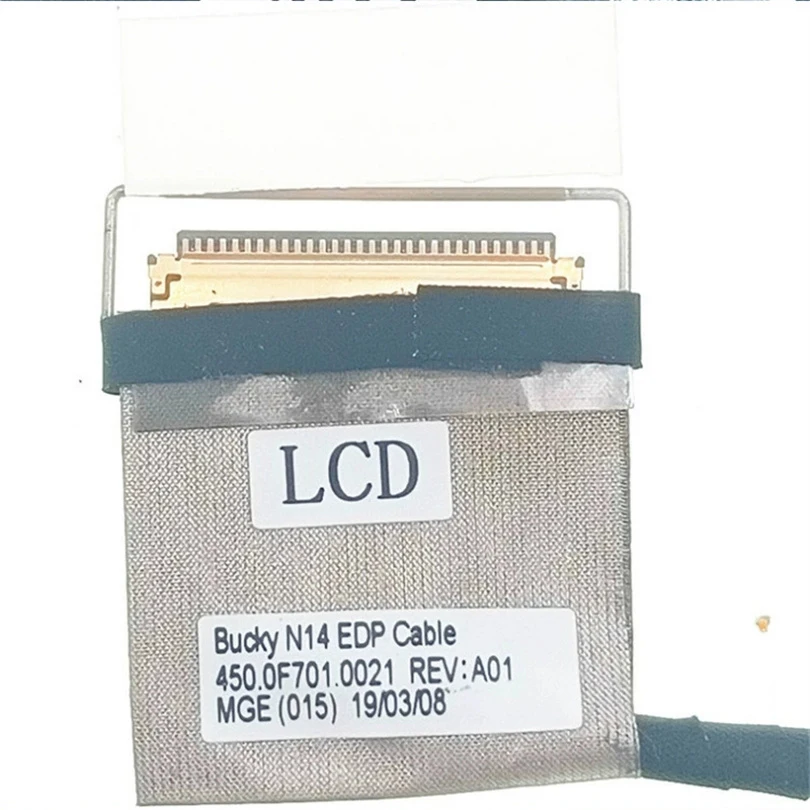 LCD
Bucky N14 EDP Cable
450.0F701.0021 REV:A01
MGE (015) 19/03/08